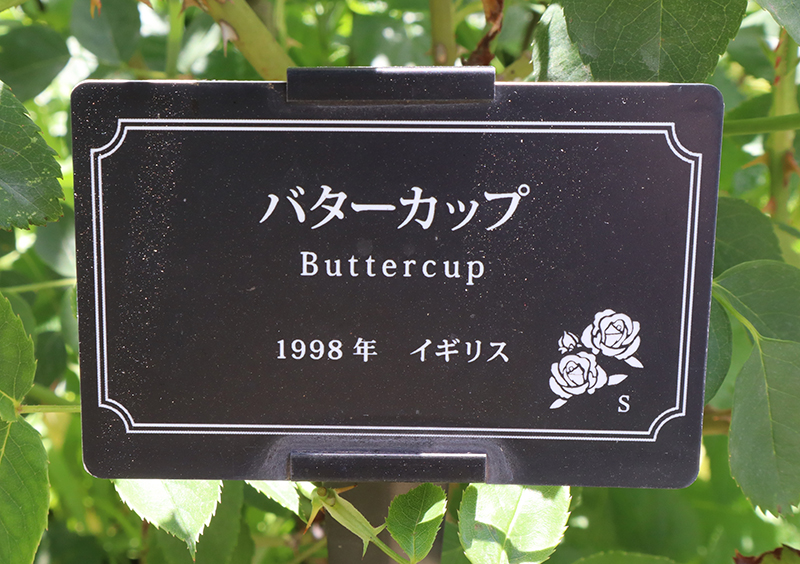 バターカップ
Buttercup
1998年 イギリス
S